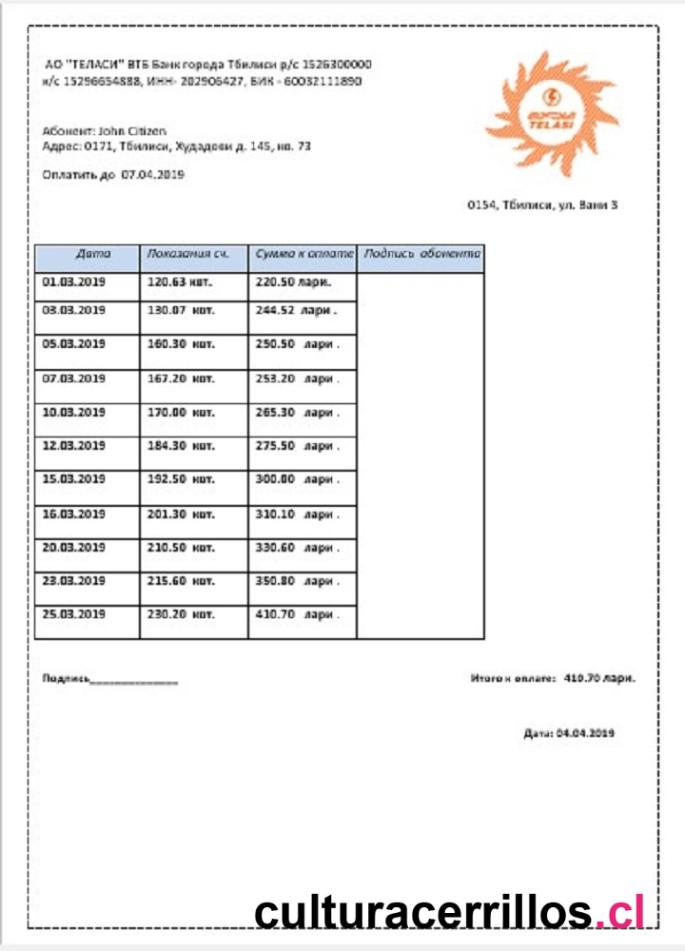 АО "ТЕЛАСИ" ВТБ Банк города Тбилиси р/с 1526300000
к/с 15296654888, ИНН- 202906427, БИК - 60032111890
TELASI
Абонент: John Citizen
Адрес: 0171, Тбилиси, Худадови д. 145, кв. 73
Оплатить до 07.04.2019
0154, Тбилиси, ул. Вани 3
Дата Показания сч. Сумма к оплате Подпись абонента
01.03.2019 120.63 квт. 220.50 лари.
03.03.2019 130.07 квт. 244.52 лари .
05.03.2019 160.30 квт. 250.50 лари .
07.03.2019 167.20 квт. 253.20 лари .
10.03.2019 170.00 квт. 265.30 лари .
12.03.2019 184.30 квт. 275.50 лари .
15.03.2019 192.50 квт. 300.80 лари .
16.03.2019 201.30 квт. 310.10 лари .
20.03.2019 210.50 квт. 330.60 лари .
23.03.2019 215.60 квт. 350.80 лари .
25.03.2019 230.20 квт. 410.70 лари .
Подпись_______________ Итого к оплате: 410.70 лари.
Дата: 04.04.2019
culturacerrillos.cl